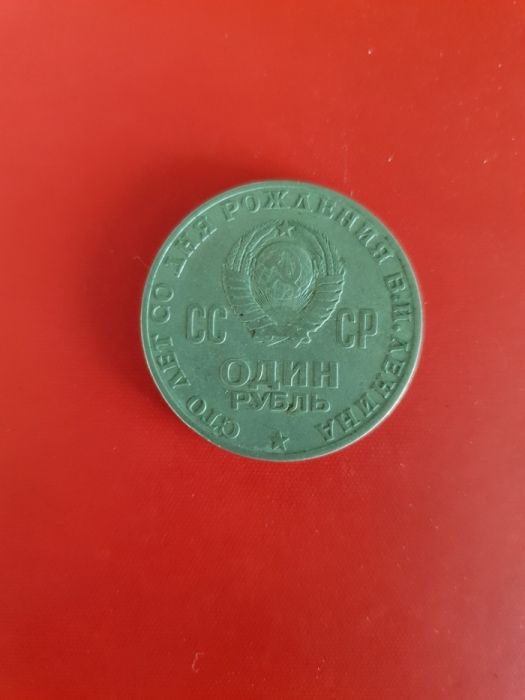 СТО ЛЕТ СО ДНЯ РОЖДЕНИЯ В.И.ЛЕНИНА
СС СР
ОДИН
РУБЛЬ